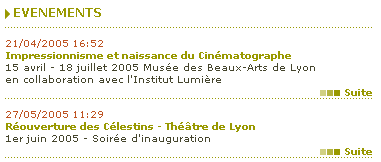 EVENEMENTS
21/04/2005 16:52
Impressionnisme et naissance du Cinématographe
15 avril - 18 juillet 2005 Musée des Beaux-Arts de Lyon
en collaboration avec l'Institut Lumière
Suite
27/05/2005 11:29
Réouverture des Célestins - Théâtre de Lyon
1er juin 2005 - Soirée d'inauguration
Suite